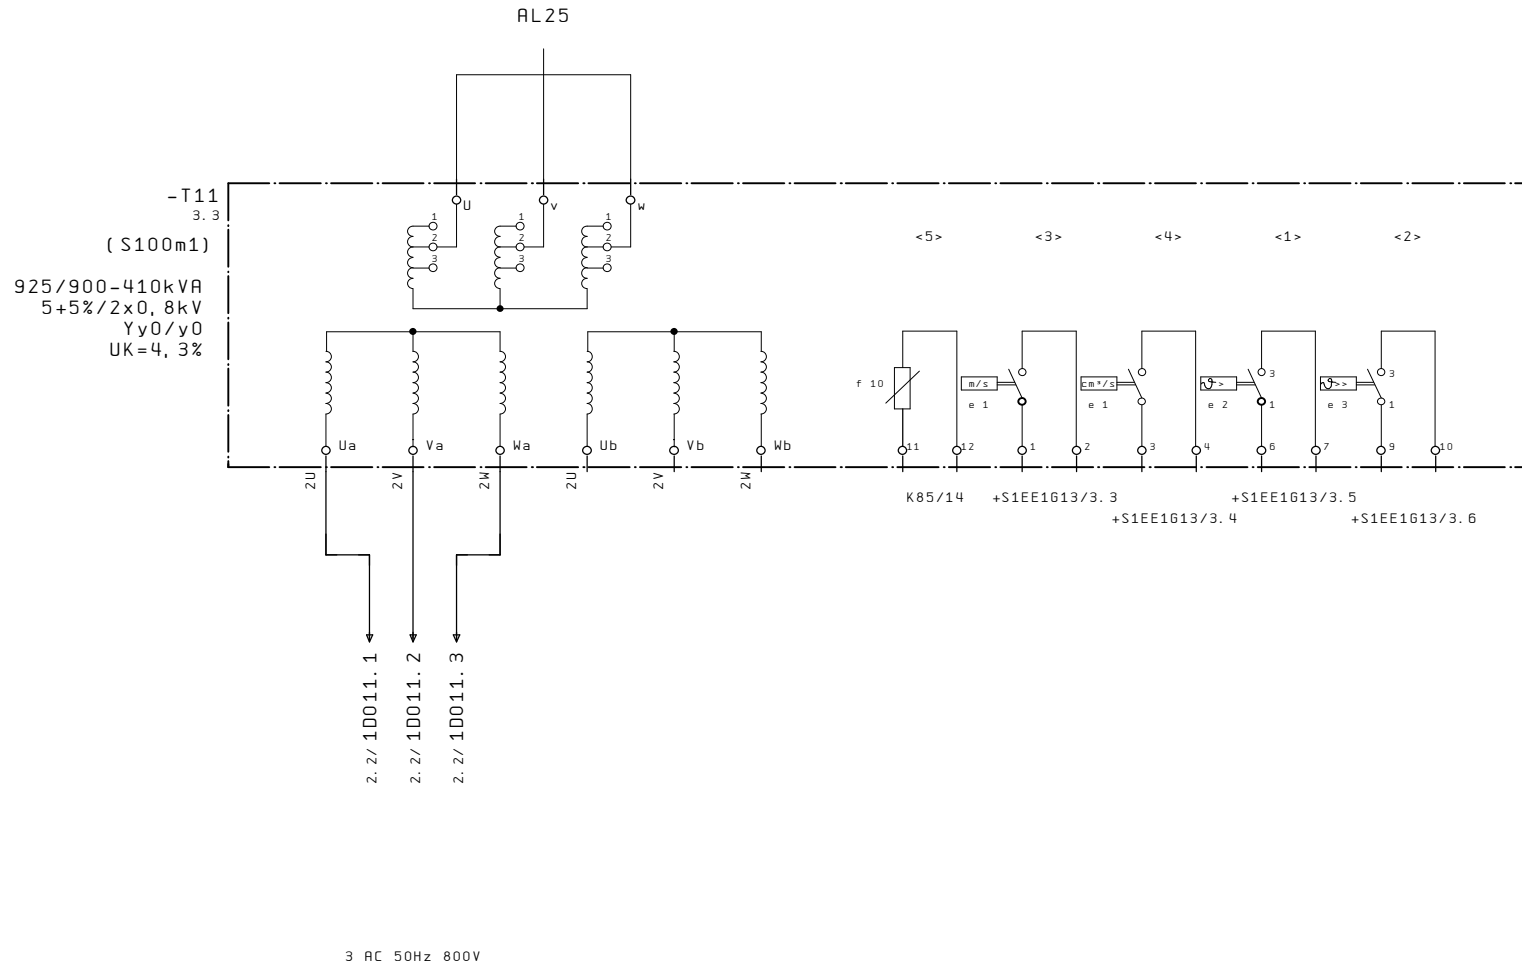 AL25
-T11
3.3
(S100m1)
925/900-410kVA
5+5%/2x0,8kV
Yy0/y0
UK=4,3%
U
v
w
1
2
3
1
2
3
1
2
3
<5>
<3>
<4>
<1>
<2>
f 10
m/s
e 1
cm³/s
e 1
ϑ>
e 2
3
1
ϑ>>
e 3
3
1
Ua
Va
Wa
Ub
Vb
Wb
11
12
1
2
3
4
6
7
9
10
2U
2V
2W
2U
2V
2W
K85/14
+S1EE1G13/3.3
+S1EE1G13/3.4
+S1EE1G13/3.5
+S1EE1G13/3.6
2.2/1D011.1
2.2/1D011.2
2.2/1D011.3
3 AC 50Hz 800V